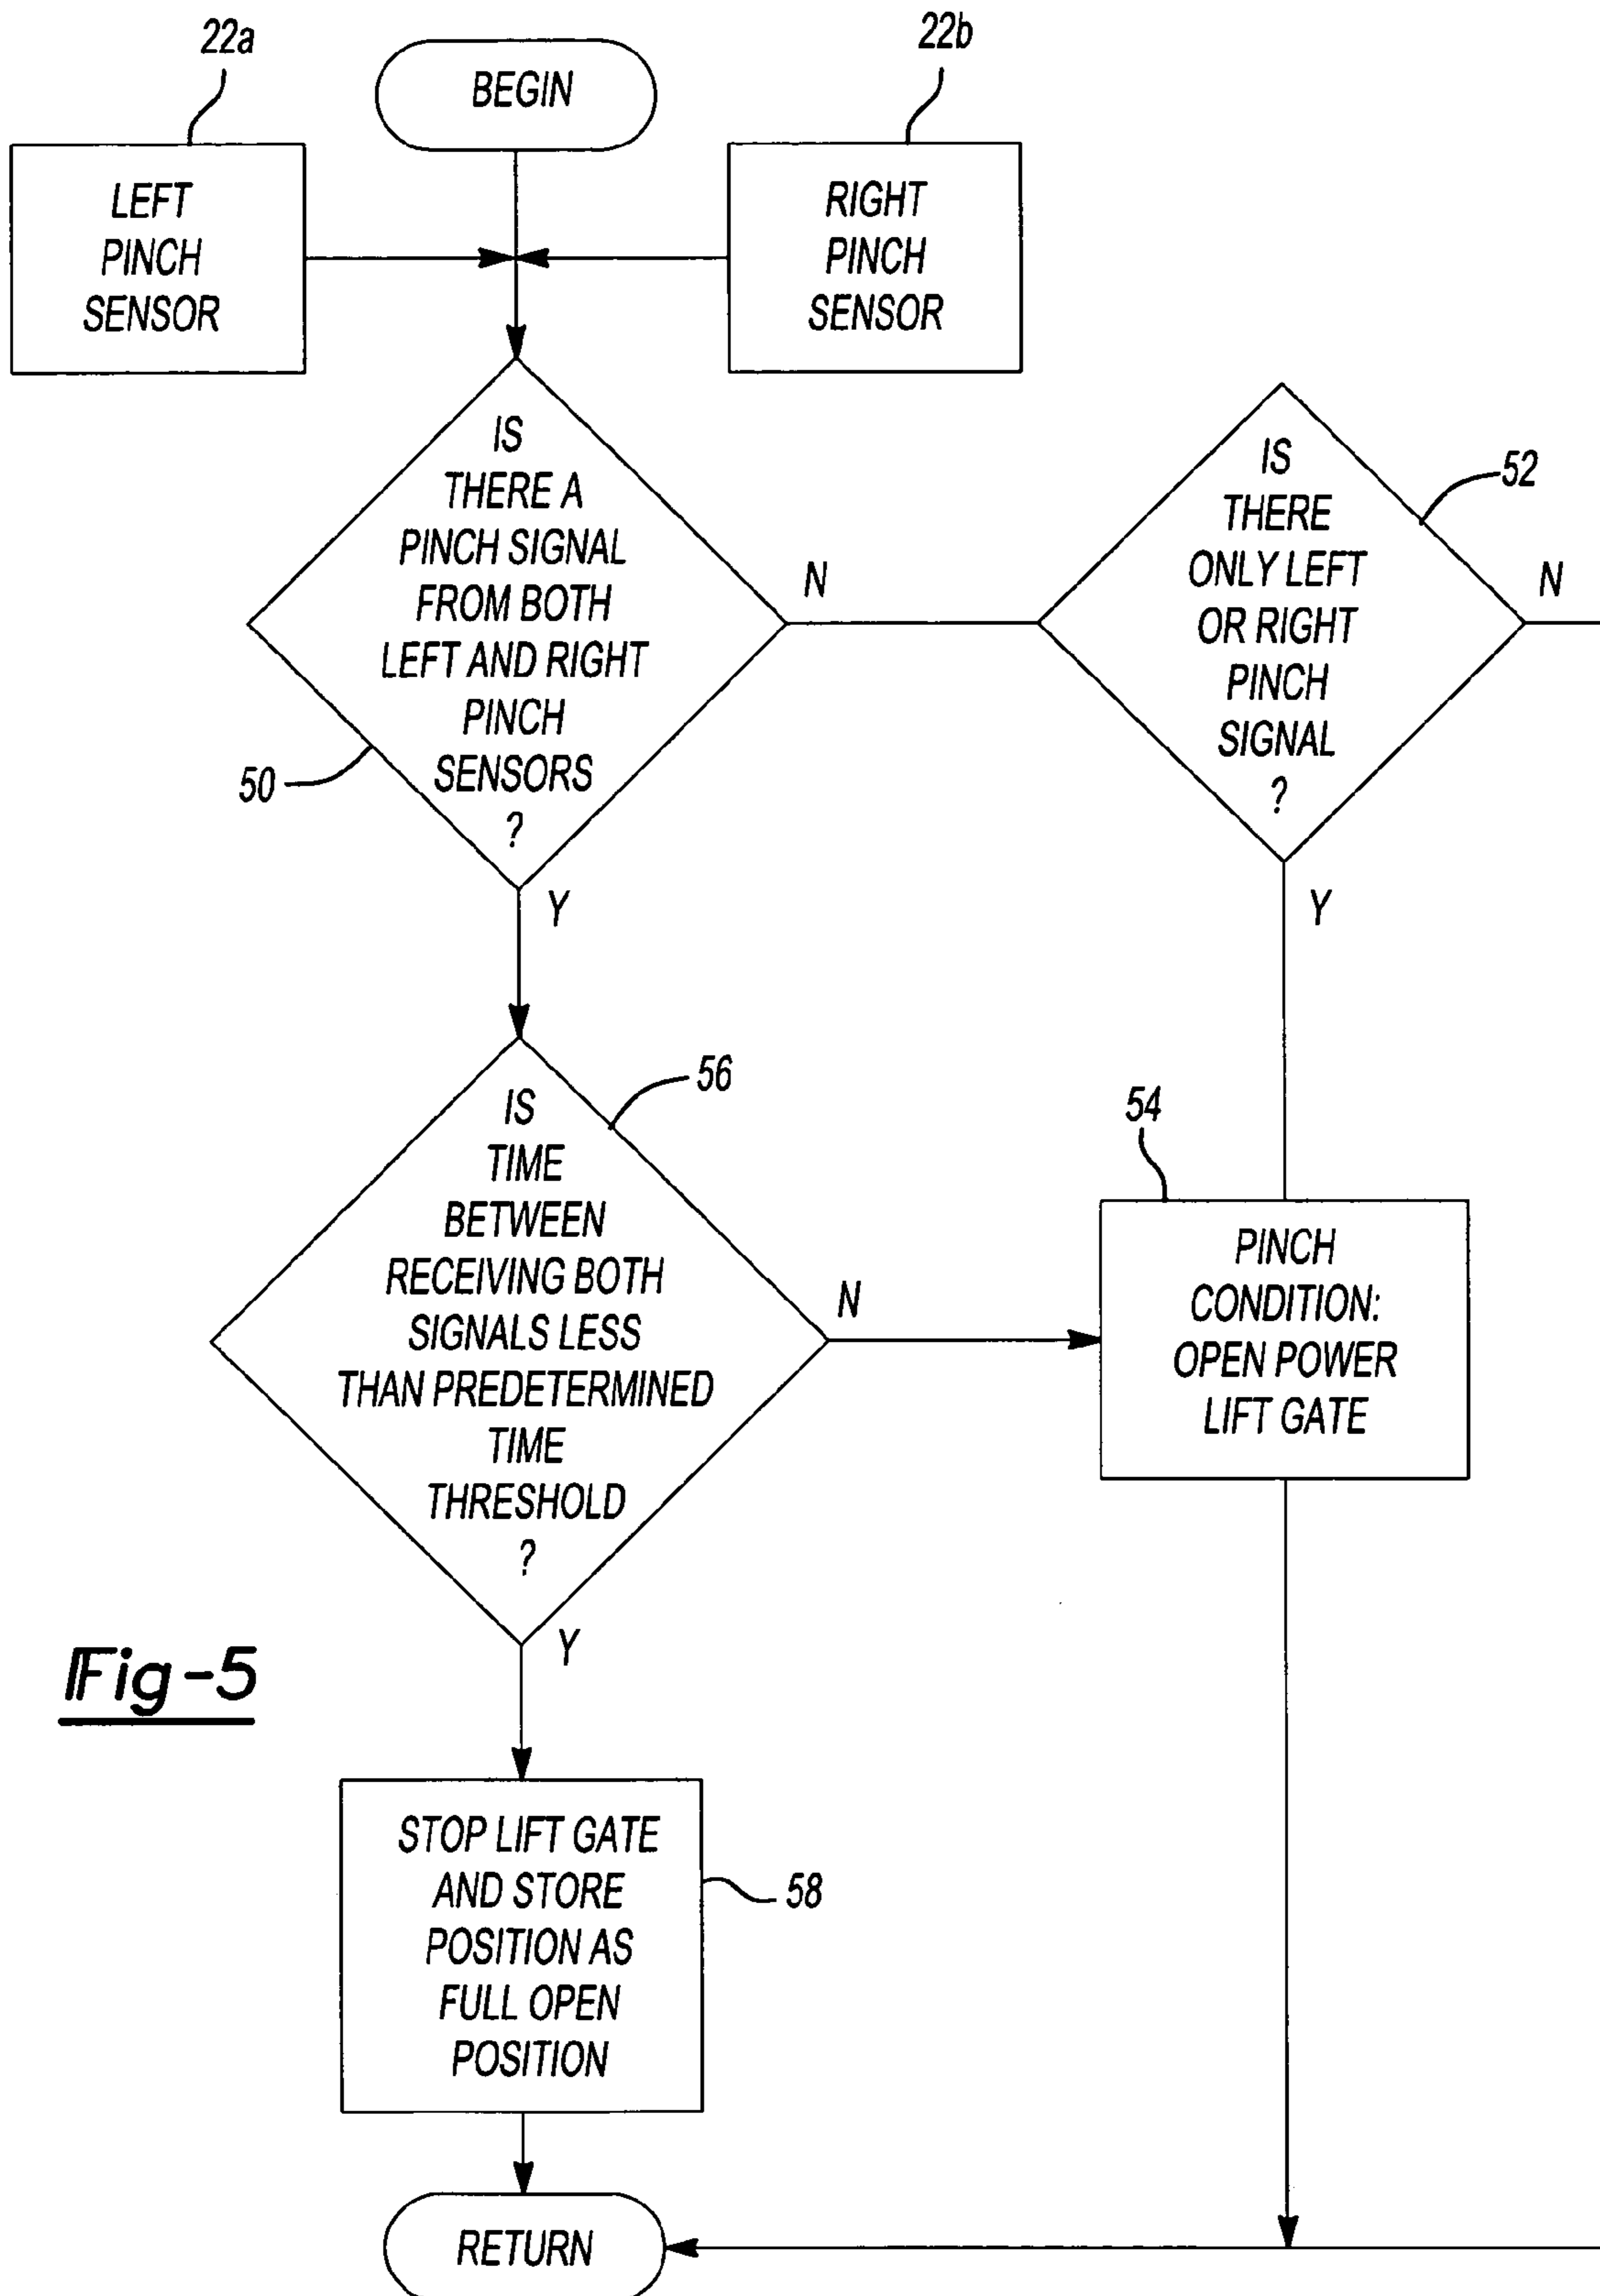 22a
22b
BEGIN
LEFT
PINCH
SENSOR
RIGHT
PINCH
SENSOR
IS
THERE A
PINCH SIGNAL
FROM BOTH
LEFT AND RIGHT
PINCH
SENSORS
?
50
N
Y
IS
THERE
ONLY LEFT
OR RIGHT
PINCH
SIGNAL
?
52
N
Y
IS
TIME
BETWEEN
RECEIVING BOTH
SIGNALS LESS
THAN PREDETERMINED
TIME
THRESHOLD
?
56
N
Y
54
PINCH
CONDITION:
OPEN POWER
LIFT GATE
Fig-5
STOP LIFT GATE
AND STORE
POSITION AS
FULL OPEN
POSITION
58
RETURN